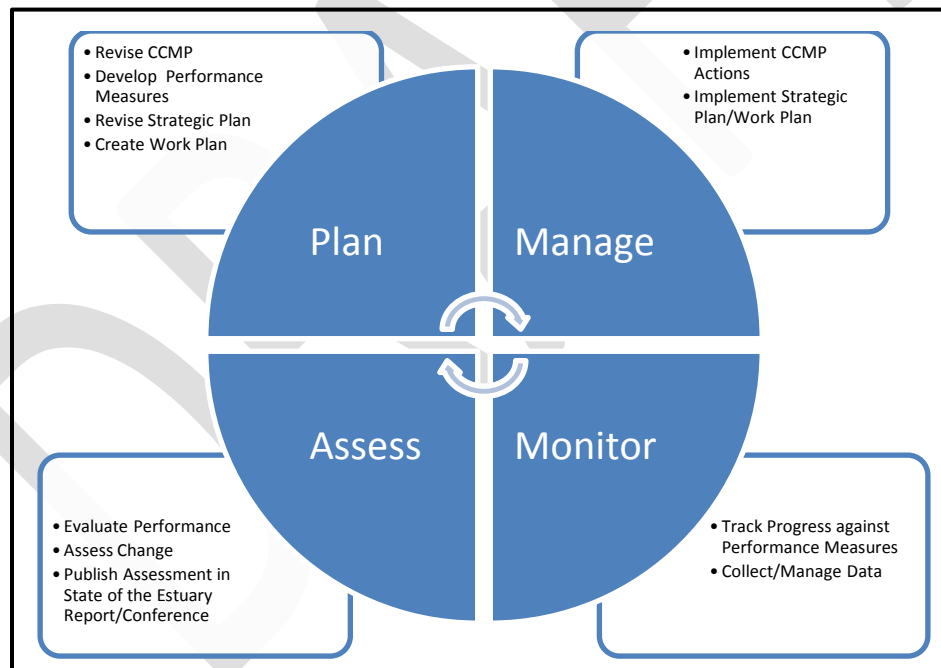 • Revise CCMP
• Develop Performance
Measures
• Revise Strategic Plan
• Create Work Plan
• Implement CCMP
Actions
• Implement Strategic
Plan/Work Plan
Plan
Manage
Assess
Monitor
• Evaluate Performance
• Assess Change
• Publish Assessment in
State of the Estuary
Report/Conference
• Track Progress against
Performance Measures
• Collect/Manage Data